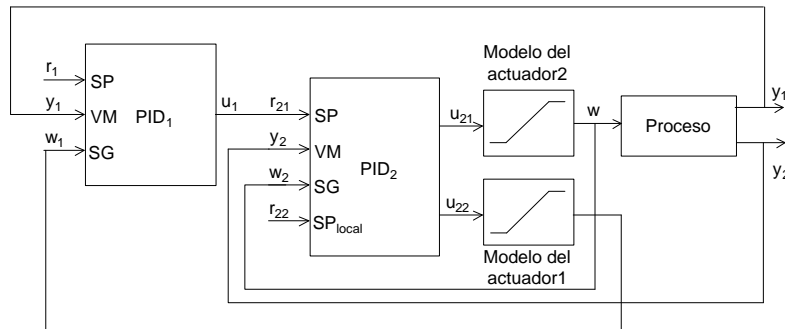 r1
SP
y1
VM
w1
SG
PID1
u1
r21
SP
y2
VM
w2
SG
r22
SPlocal
PID2
u21
u22
Modelo del
actuador2
Modelo del
actuador1
w
Proceso
y1
y2